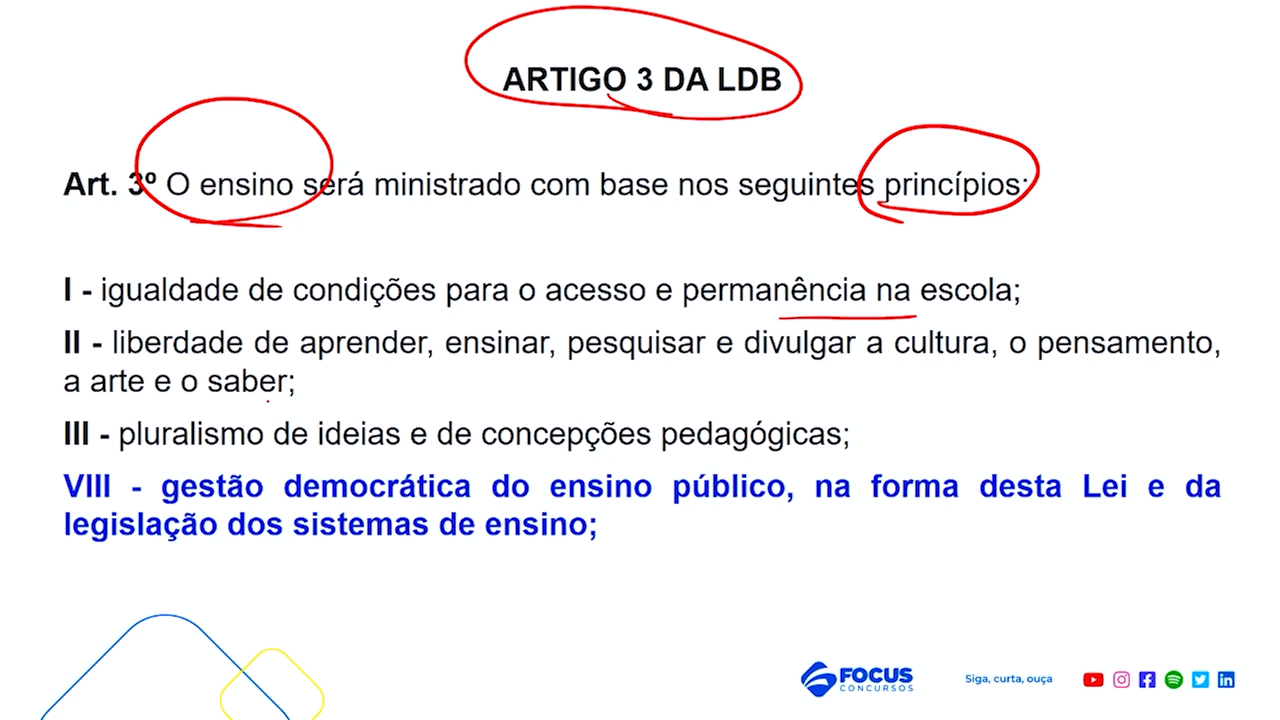 ARTIGO 3 DA LDB
Art. 3º O ensino será ministrado com base nos seguintes princípios:
I - igualdade de condições para o acesso e permanência na escola;
II - liberdade de aprender, ensinar, pesquisar e divulgar a cultura, o pensamento,
a arte e o saber;
III - pluralismo de ideias e de concepções pedagógicas;
VIII - gestão democrática do ensino público, na forma desta Lei e da
legislação dos sistemas de ensino;
FOCUS
CONCURSOS
Siga, curta, ouça